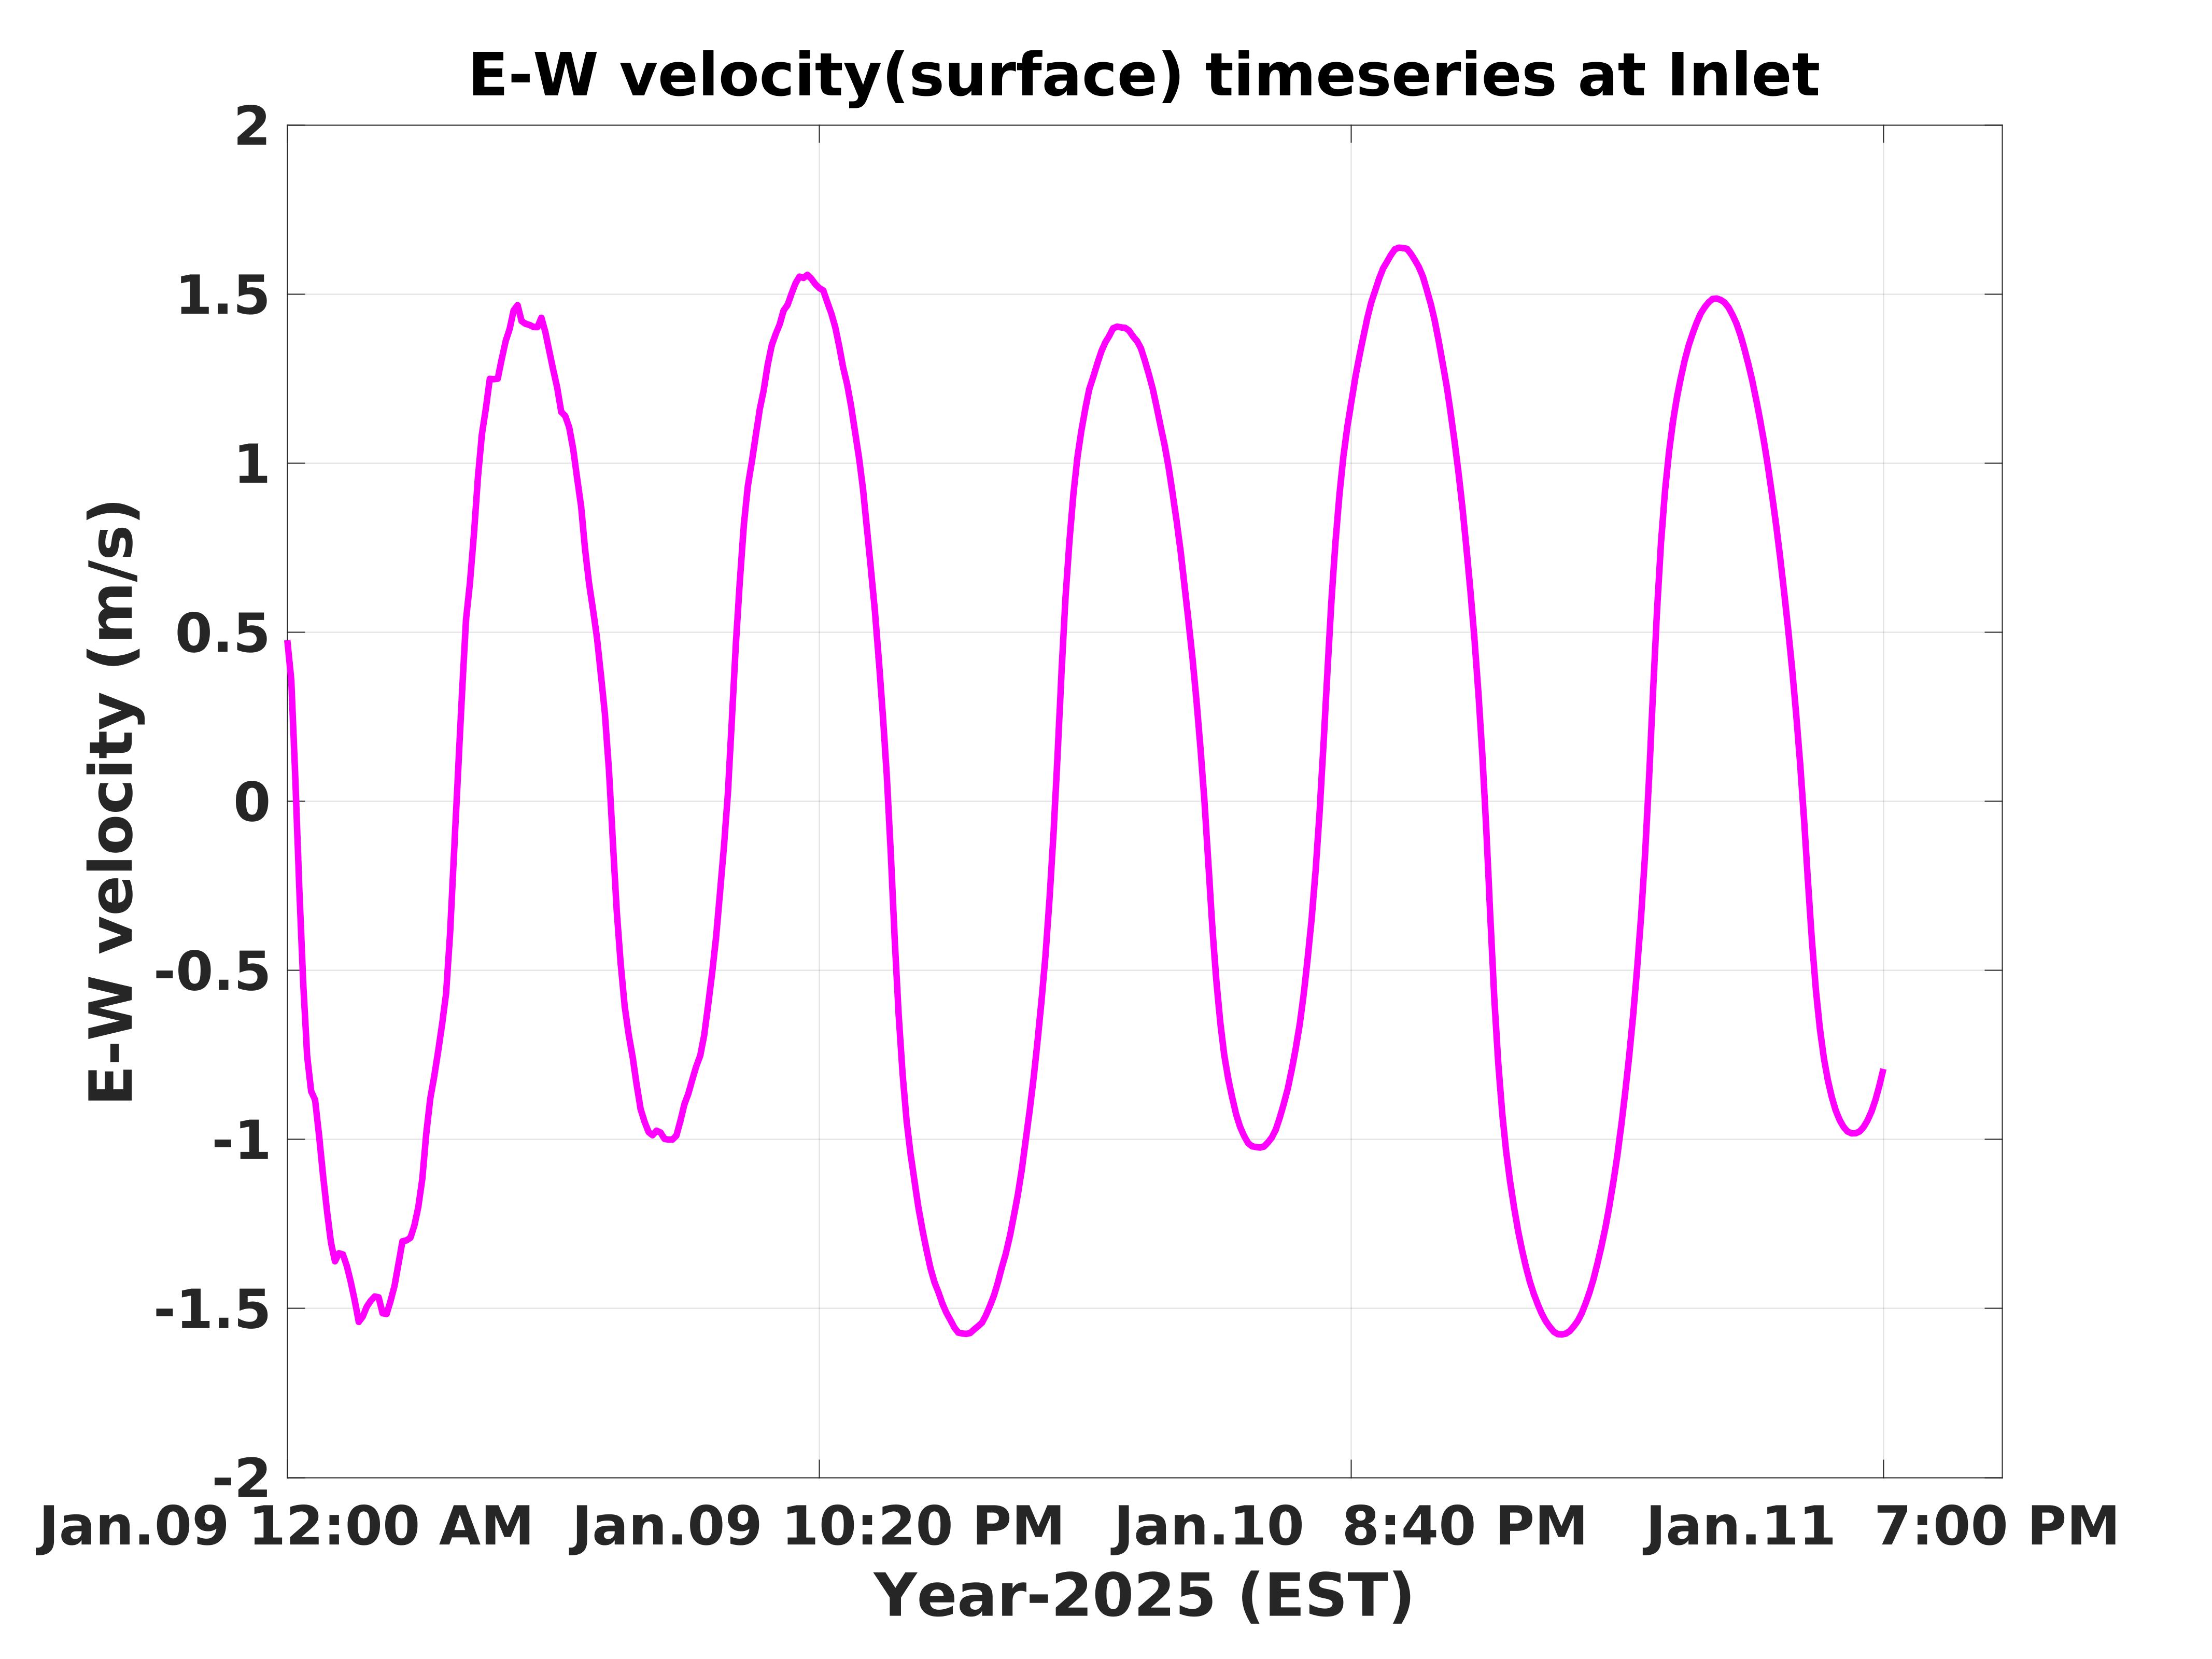 E-W velocity(surface) timeseries at Inlet
E-W velocity (m/s)
2
1.5
1
0.5
0
-0.5
-1
-1.5
-2
Jan.09 12:00 AM Jan.09 10:20 PM Jan.10 8:40 PM Jan.11 7:00 PM
Year-2025 (EST)